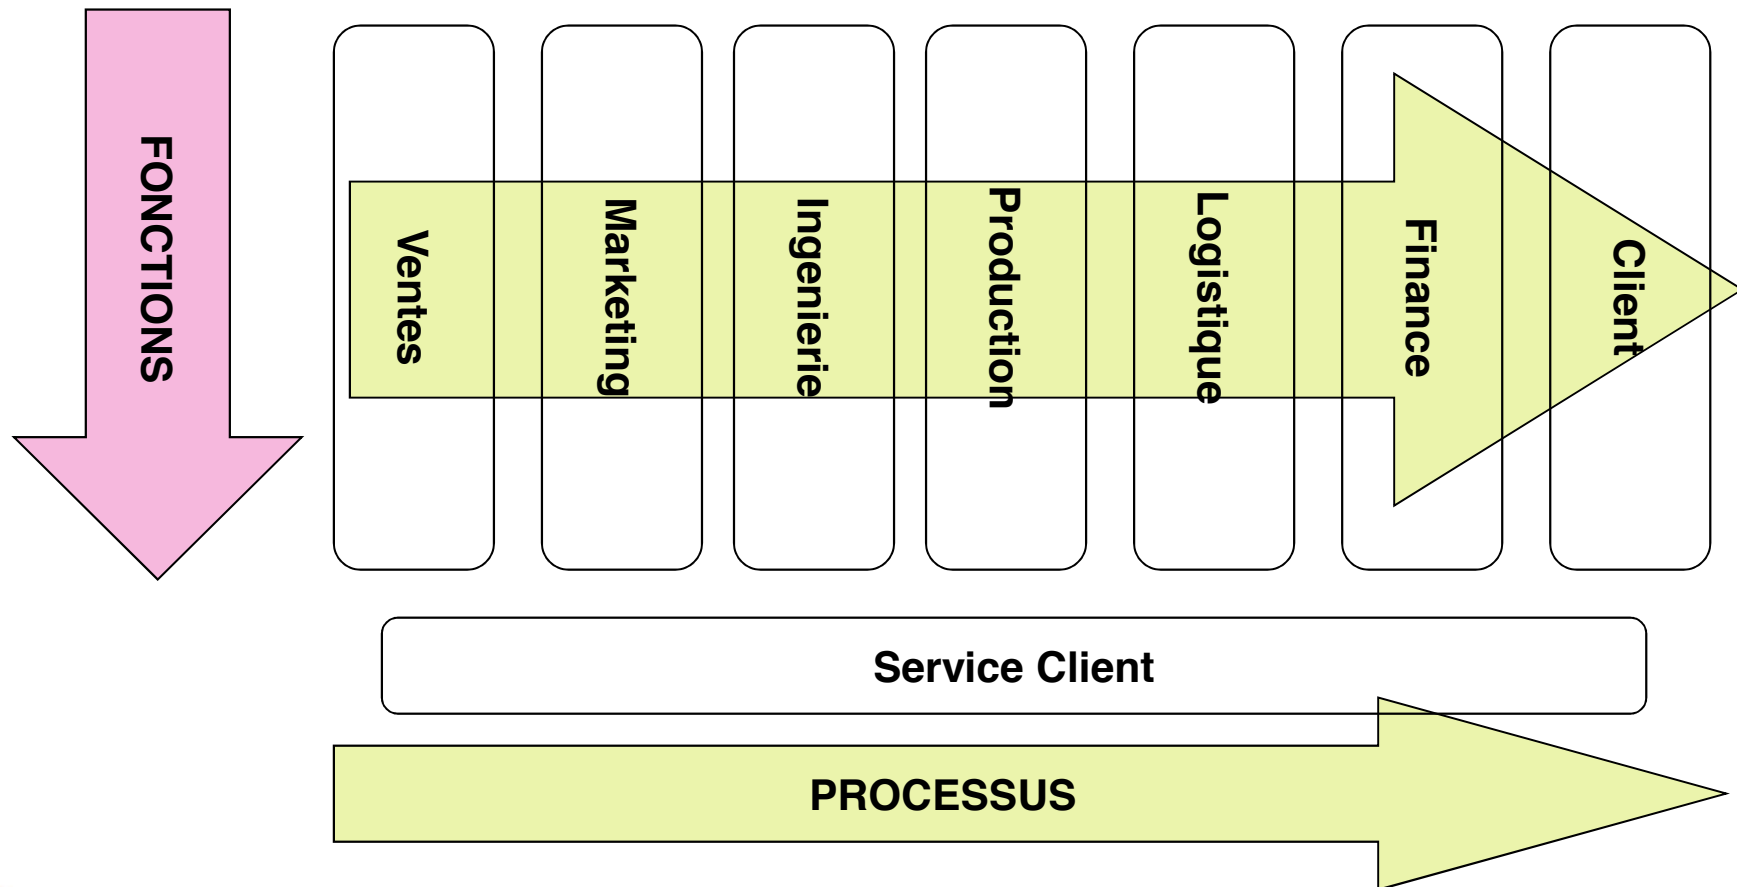 FONCTIONS
Ventes
Marketing
Ingenierie
Production
Logistique
Finance
Client
Service Client
PROCESSUS